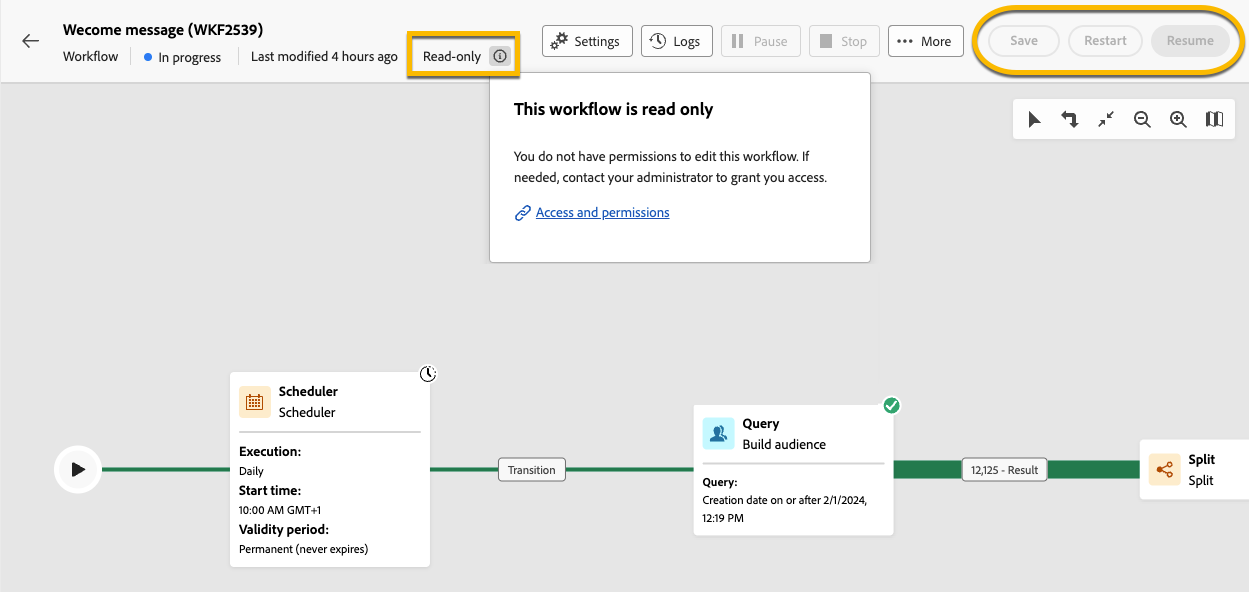 Wecome message (WKF2539)
Workflow
In progress
Last modified 4 hours ago
Read-only
Settings
Logs
Pause
Stop
More
Save
Restart
Resume
This workflow is read only
You do not have permissions to edit this workflow. If
needed, contact your administrator to grant you access.
Access and permissions
Scheduler
Scheduler
Execution:
Daily
Start time:
10:00 AM GMT+1
Validity period:
Permanent (never expires)
Transition
Query
Build audience
Query:
Creation date on or after 2/1/2024,
12:19 PM
12,125 - Result
Split
Split